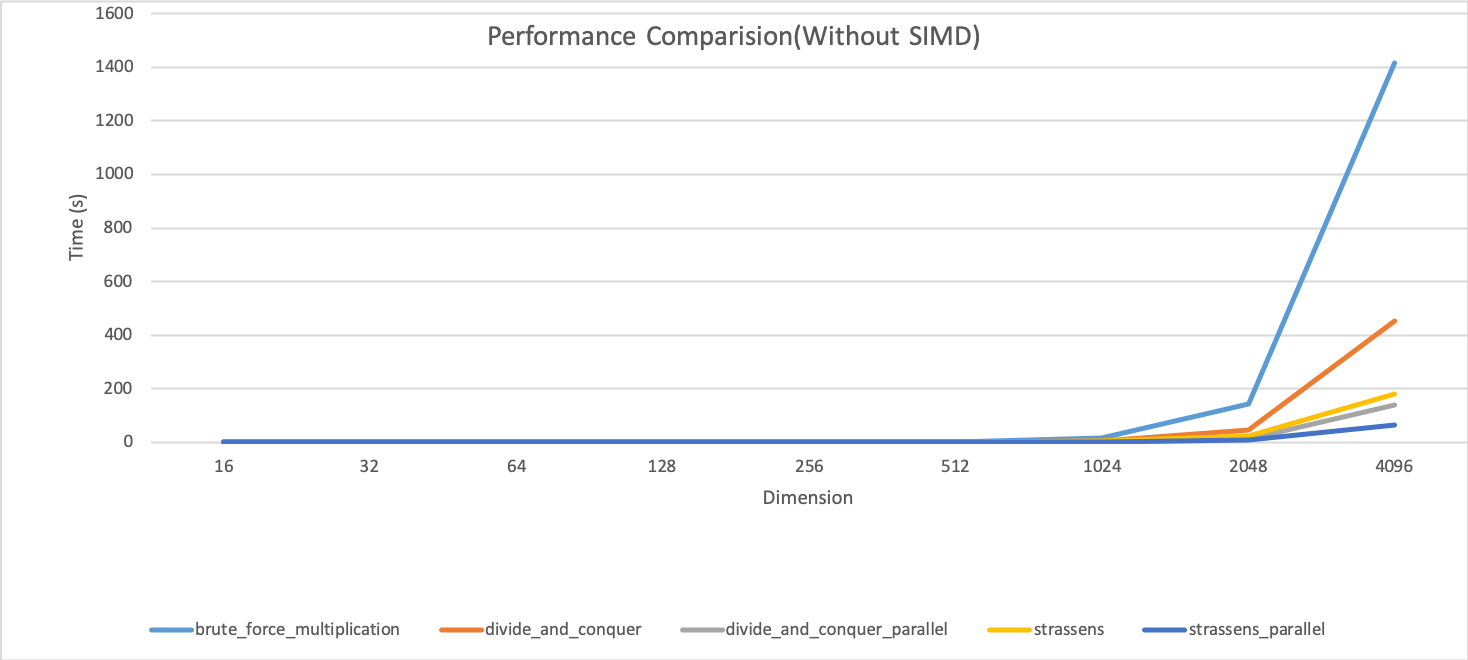 Performance Comparision(Without SIMD)
1600
1400
1200
1000
800
600
400
200
0
Time (s)
16 32 64 128 256 512 1024 2048 4096
Dimension
brute_force_multiplication divide_and_conquer divide_and_conquer_parallel strassens strassens_parallel